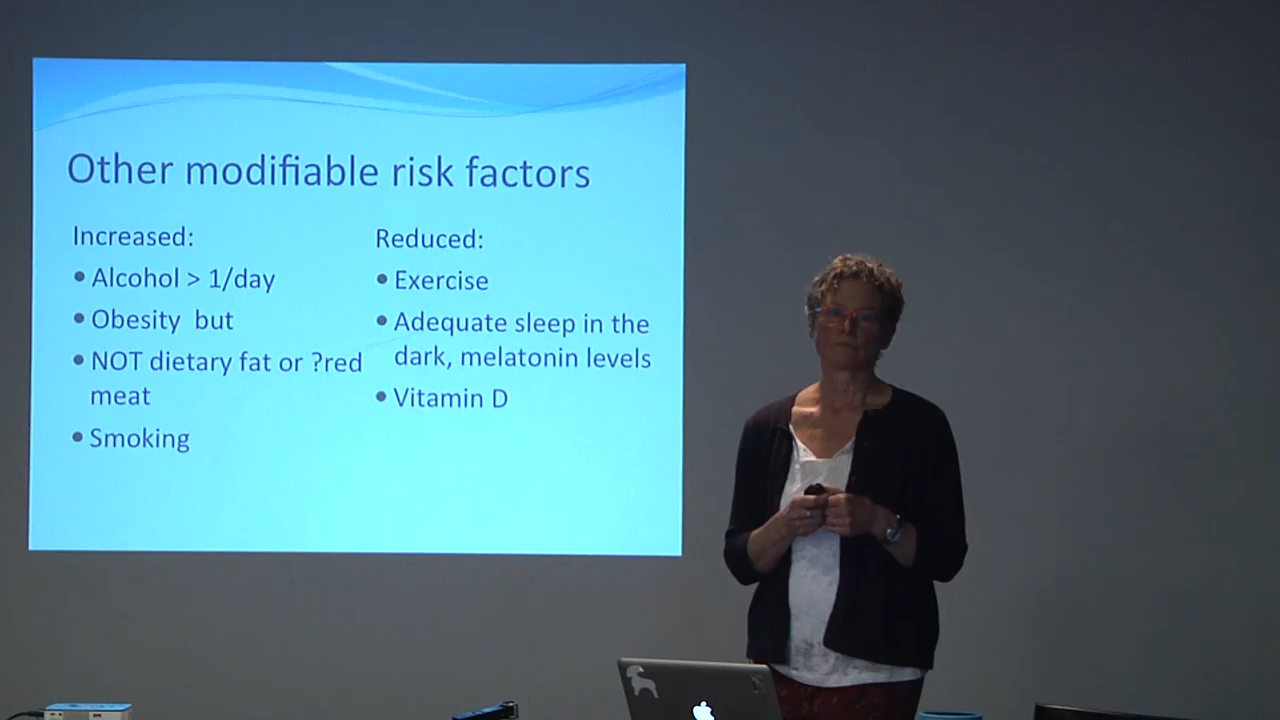 Other modifiable risk factors
Increased:
• Alcohol > 1/day
• Obesity  but
• NOT dietary fat or ?red
meat
• Smoking
Reduced:
• Exercise
• Adequate sleep in the
dark, melatonin levels
• Vitamin D